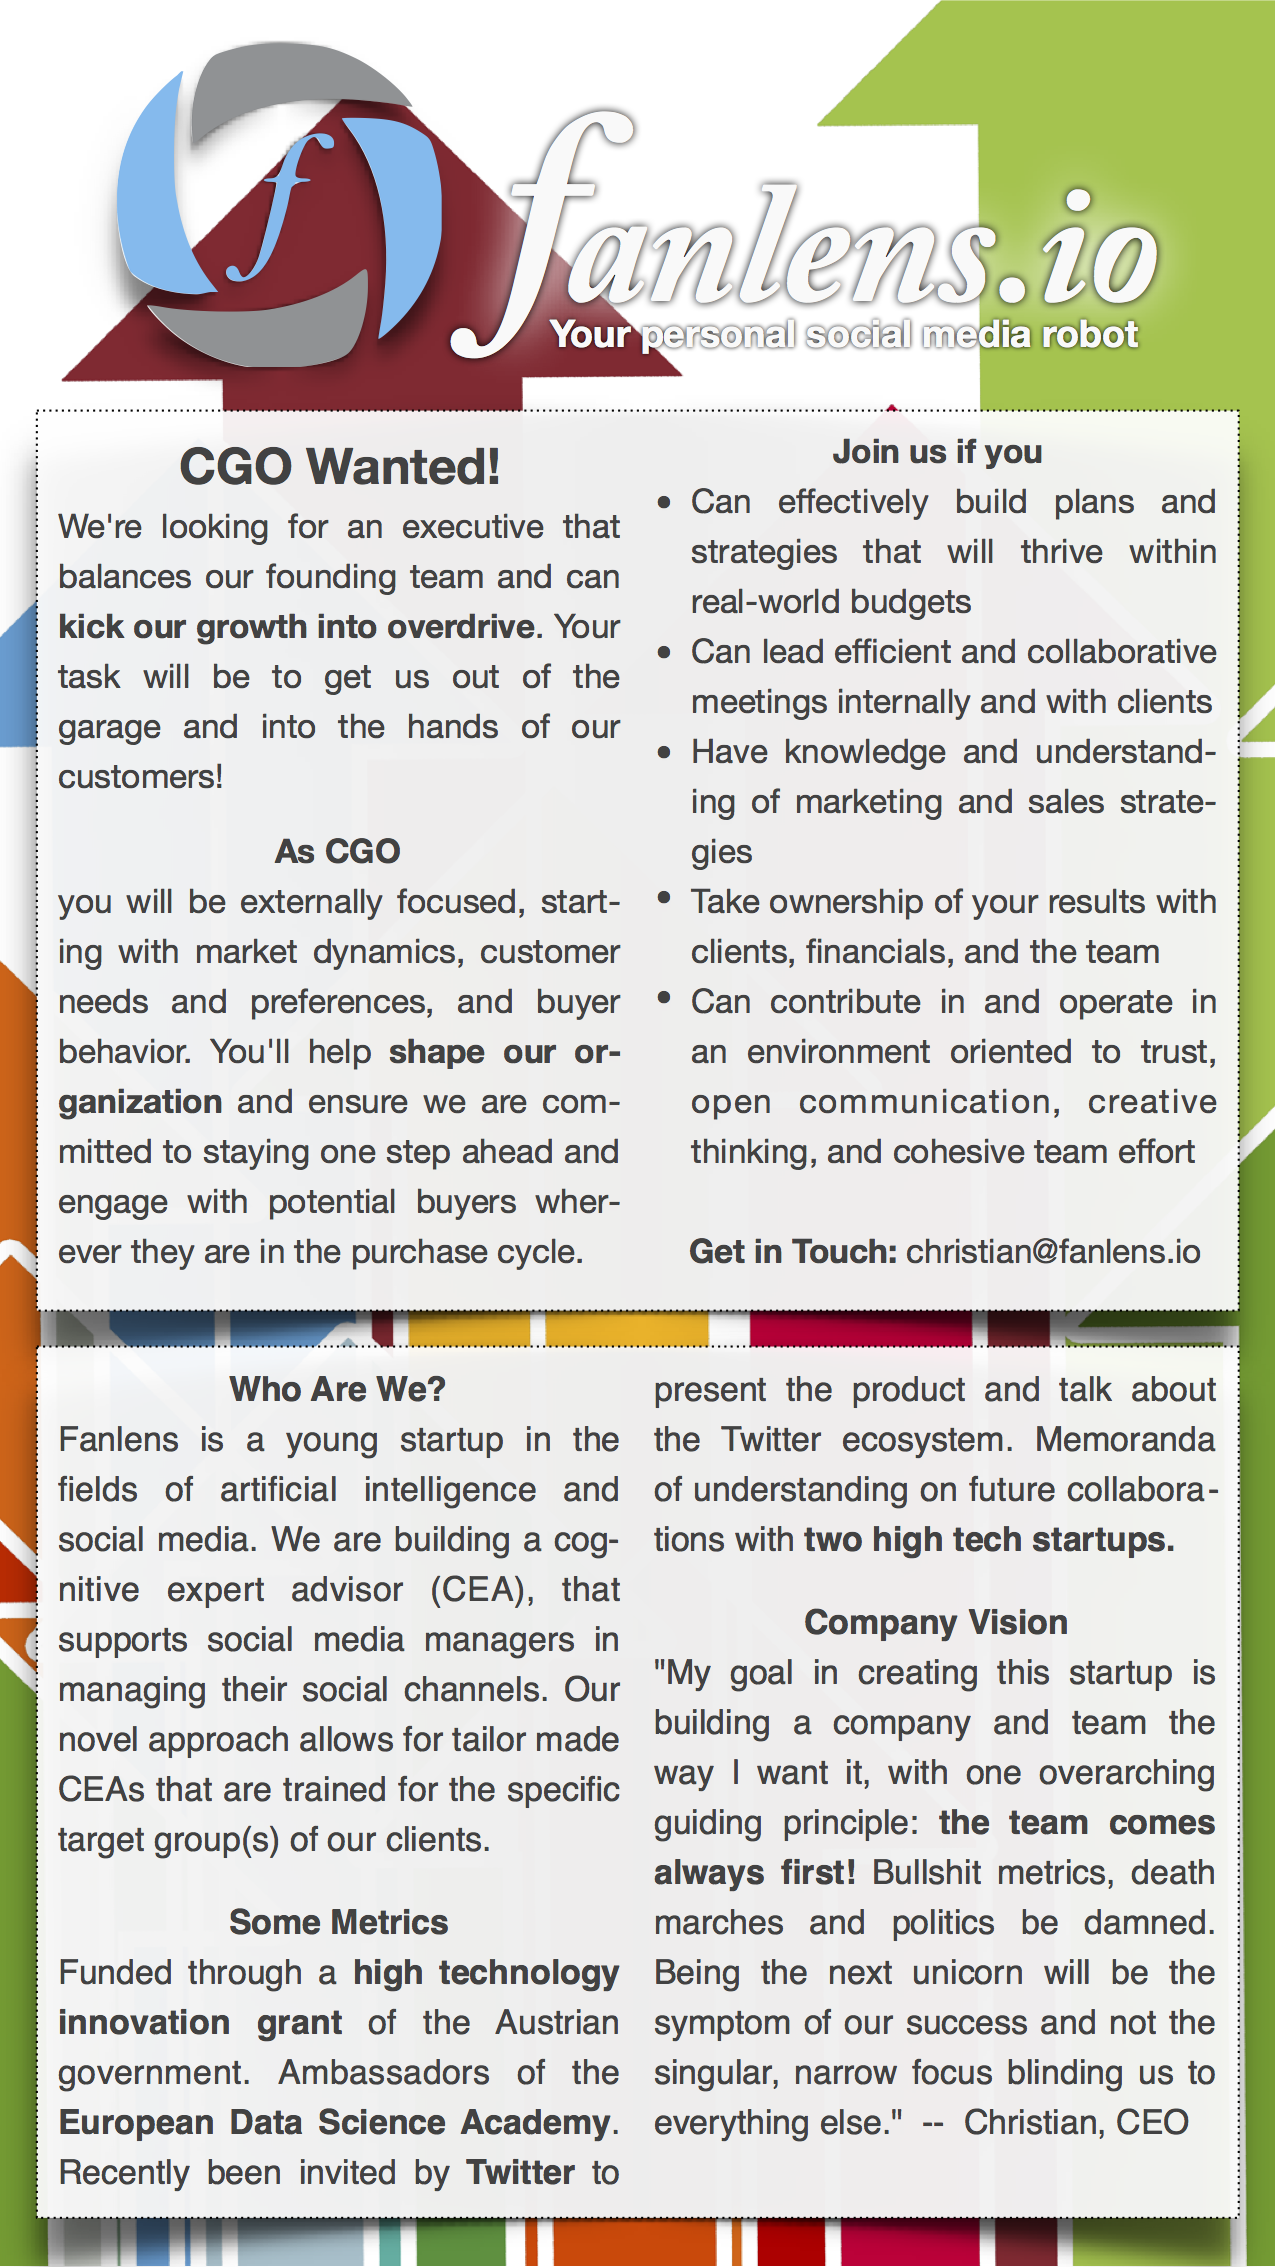 f
fanlens.io
Your personal social media robot
CGO Wanted!
We're looking for an executive that
balances our founding team and can
kick our growth into overdrive. Your
task will be to get us out of the
garage and into the hands of our
customers!
As CGO
you will be externally focused, start-
ing with market dynamics, customer
needs and preferences, and buyer
behavior. You'll help shape our or-
ganization and ensure we are com-
mitted to staying one step ahead and
engage with potential buyers wher-
ever they are in the purchase cycle.
Join us if you
• Can effectively build plans and
strategies that will thrive within
real-world budgets
• Can lead efficient and collaborative
meetings internally and with clients
• Have knowledge and understand-
ing of marketing and sales strate-
gies
• Take ownership of your results with
clients, financials, and the team
• Can contribute in and operate in
an environment oriented to trust,
open communication, creative
thinking, and cohesive team effort
Get in Touch: christian@fanlens.io
Who Are We?
Fanlens is a young startup in the
fields of artificial intelligence and
social media. We are building a cog-
nitive expert advisor (CEA), that
supports social media managers in
managing their social channels. Our
novel approach allows for tailor made
CEAs that are trained for the specific
target group(s) of our clients.
Some Metrics
Funded through a high technology
innovation grant of the Austrian
government. Ambassadors of the
European Data Science Academy.
Recently been invited by Twitter to
present the product and talk about
the Twitter ecosystem. Memoranda
of understanding on future collabora-
tions with two high tech startups.
Company Vision
"My goal in creating this startup is
building a company and team the
way I want it, with one overarching
guiding principle: the team comes
always first! Bullshit metrics, death
marches and politics be damned.
Being the next unicorn will be the
symptom of our success and not the
singular, narrow focus blinding us to
everything else." -- Christian, CEO